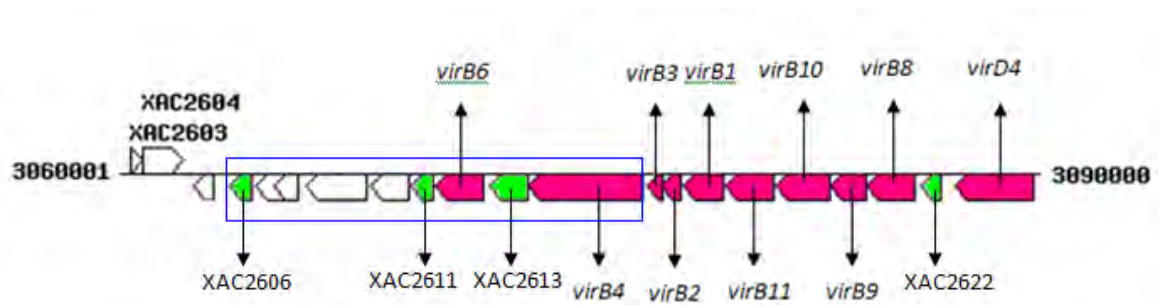 virB6 virB3 virB1 virB10 virB8 virD4
XAC2604
XAC2603
3060001 3090000
XAC2606 XAC2611 XAC2613 virB4 virB2 virB11 virB9 XAC2622